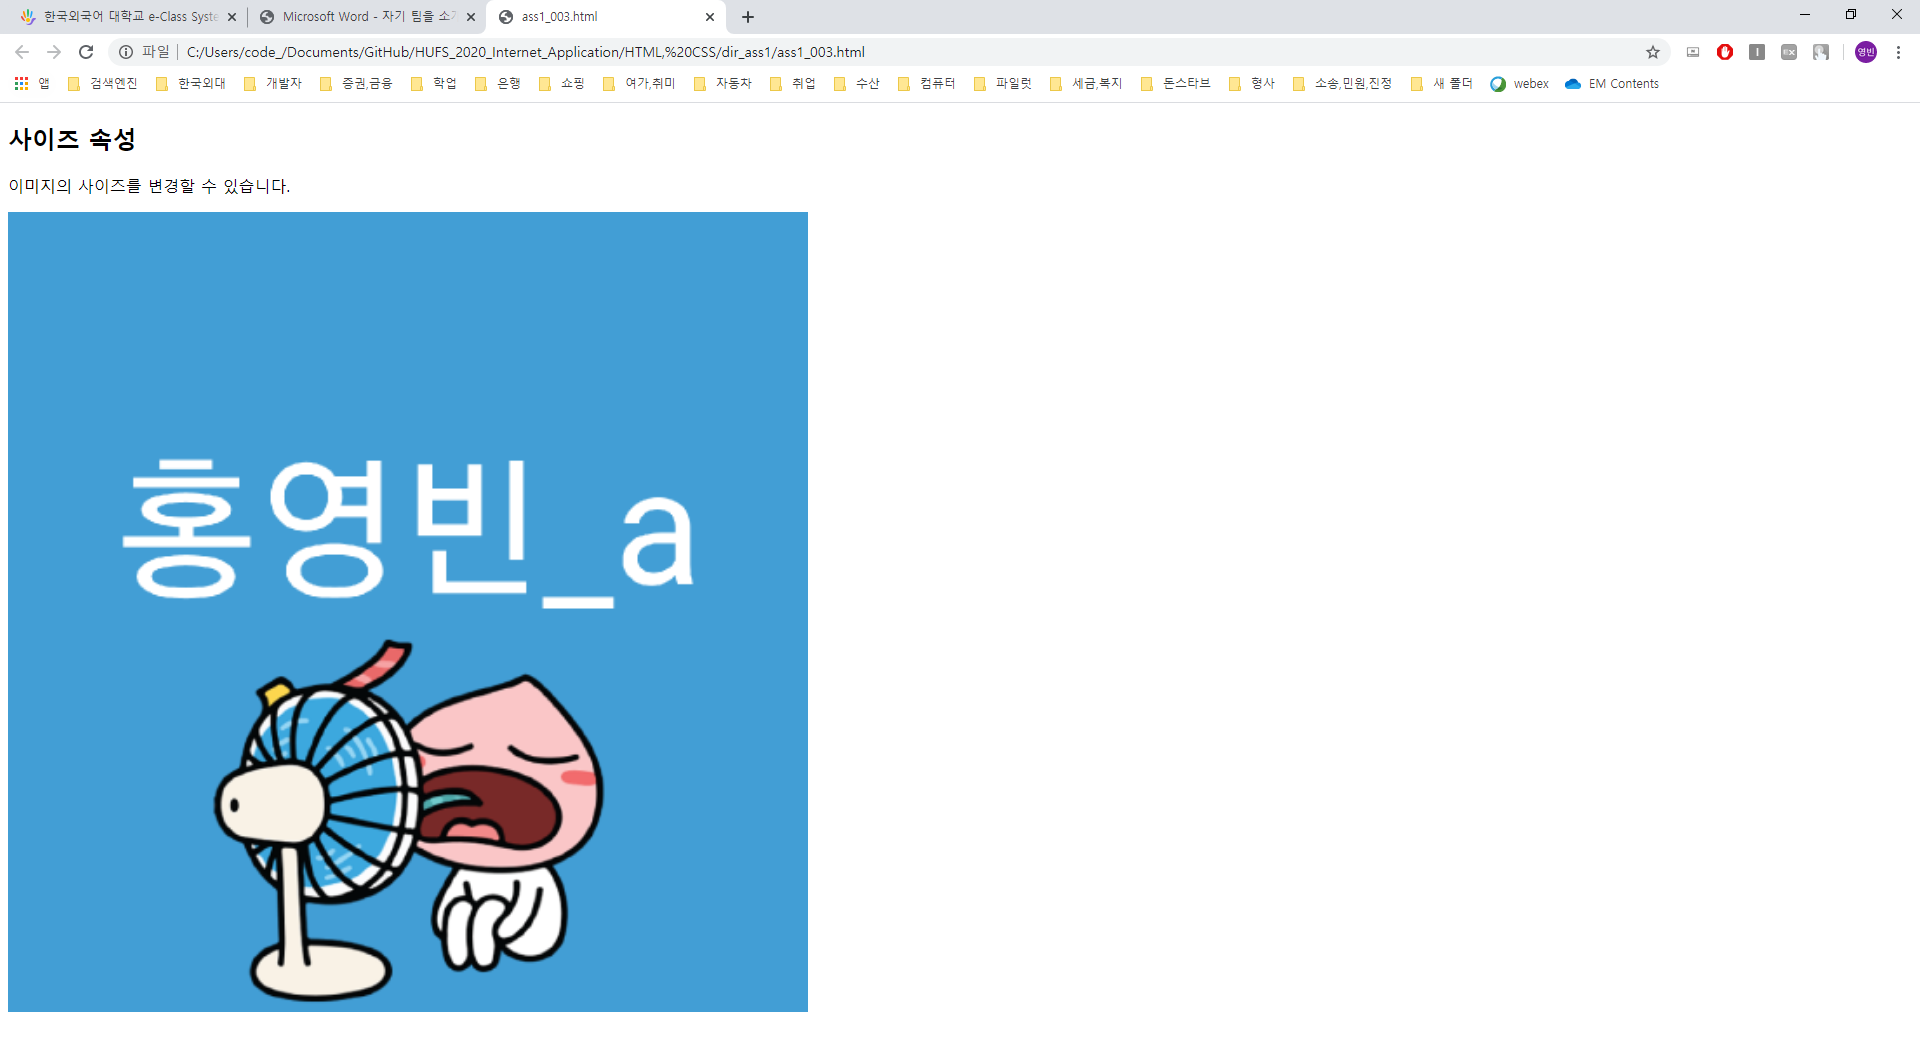 한국외국어 대학교 e-Class Syste
Microsoft Word - 자기 팀을 소개
ass1_003.html
파일
C:/Users/code_/Documents/GitHub/HUFS_2020_Internet_Application/HTML,%20CSS/dir_ass1/ass1_003.html
영빈
앱 검색엔진 한국외대 개발자 증권,금융 학업 은행 쇼핑 여가,취미 자동차 취업 수산 컴퓨터 파일럿 세금,복지 돈스타브 형사 소송,민원,진정 새 폴더 webex EM Contents
사이즈 속성
이미지의 사이즈를 변경할 수 있습니다.
홍영빈_a